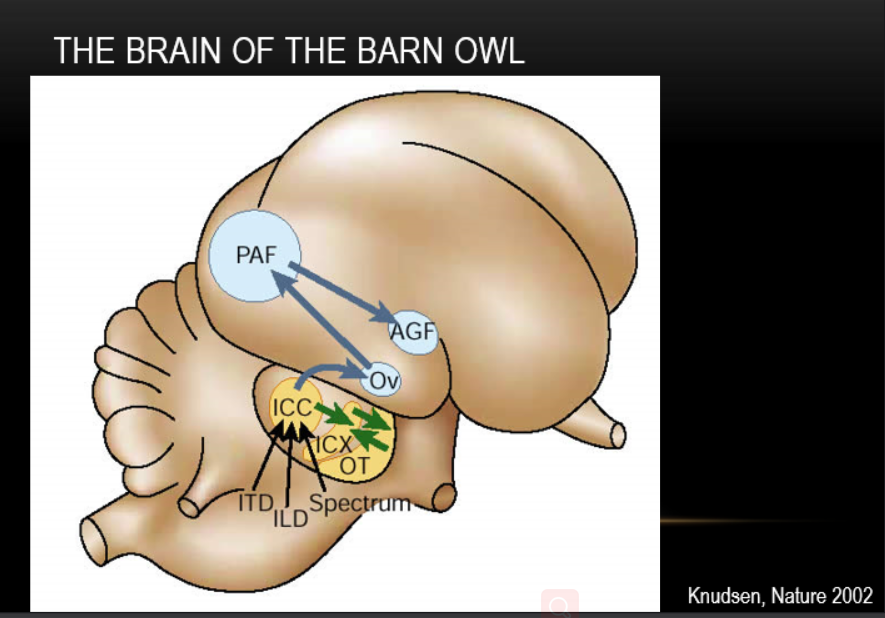 THE BRAIN OF THE BARN OWL
PAF
AGF
Ov
ICC
ICX
OT
ITD
ILD
Spectrum
Knudsen, Nature 2002